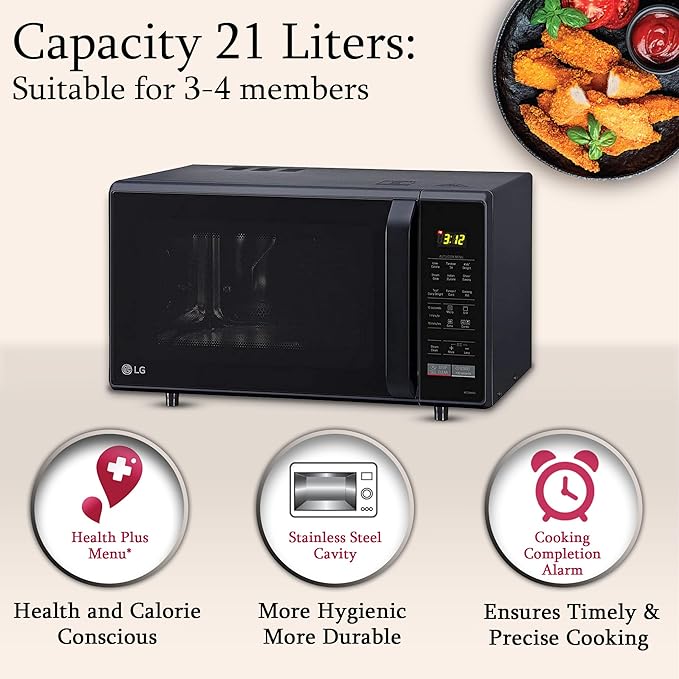 Capacity 21 Liters:
Suitable for 3-4 members
3:12
LG
Health Plus
Menu*
Stainless Steel
Cavity
Cooking
Completion
Alarm
Health and Calorie
Conscious
More Hygienic
More Durable
Ensures Timely &
Precise Cooking